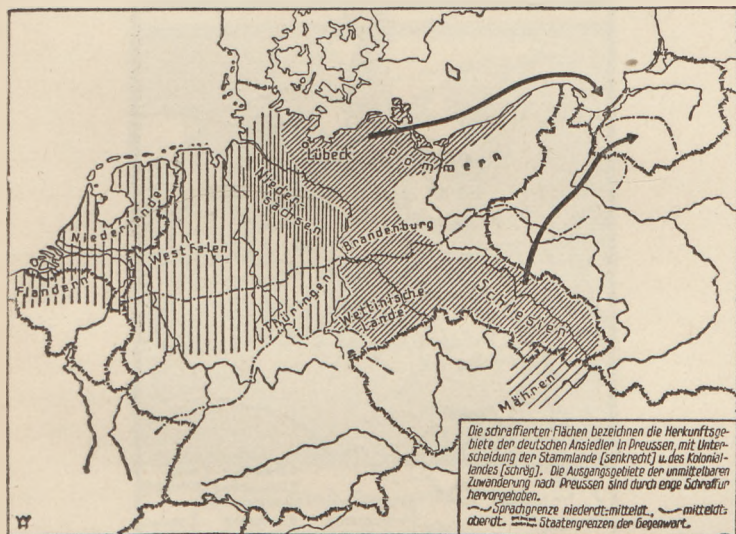 Lübeck
Pommern
Nieder-
sachsen
Niederlande
Westfalen
Brandenburg
Flandern
Thüringen
Wettinische
Lande
Schlesien
Mähren
Die schraffierten Flächen bezeichnen die Herkunftsge-
biete der deutschen Ansiedler in Preussen, mit Unter-
scheidung der Stammlande (senkrecht) u. des Kolonial-
landes (schräg). Die Ausgangsgebiete der unmittelbaren
Zuwanderung nach Preussen sind durch enge Schraffur
hervorgehoben.
Sprachgrenze niederdt:mitteldt., mitteldt:
oberdt. Staatengrenzen der Gegenwart.